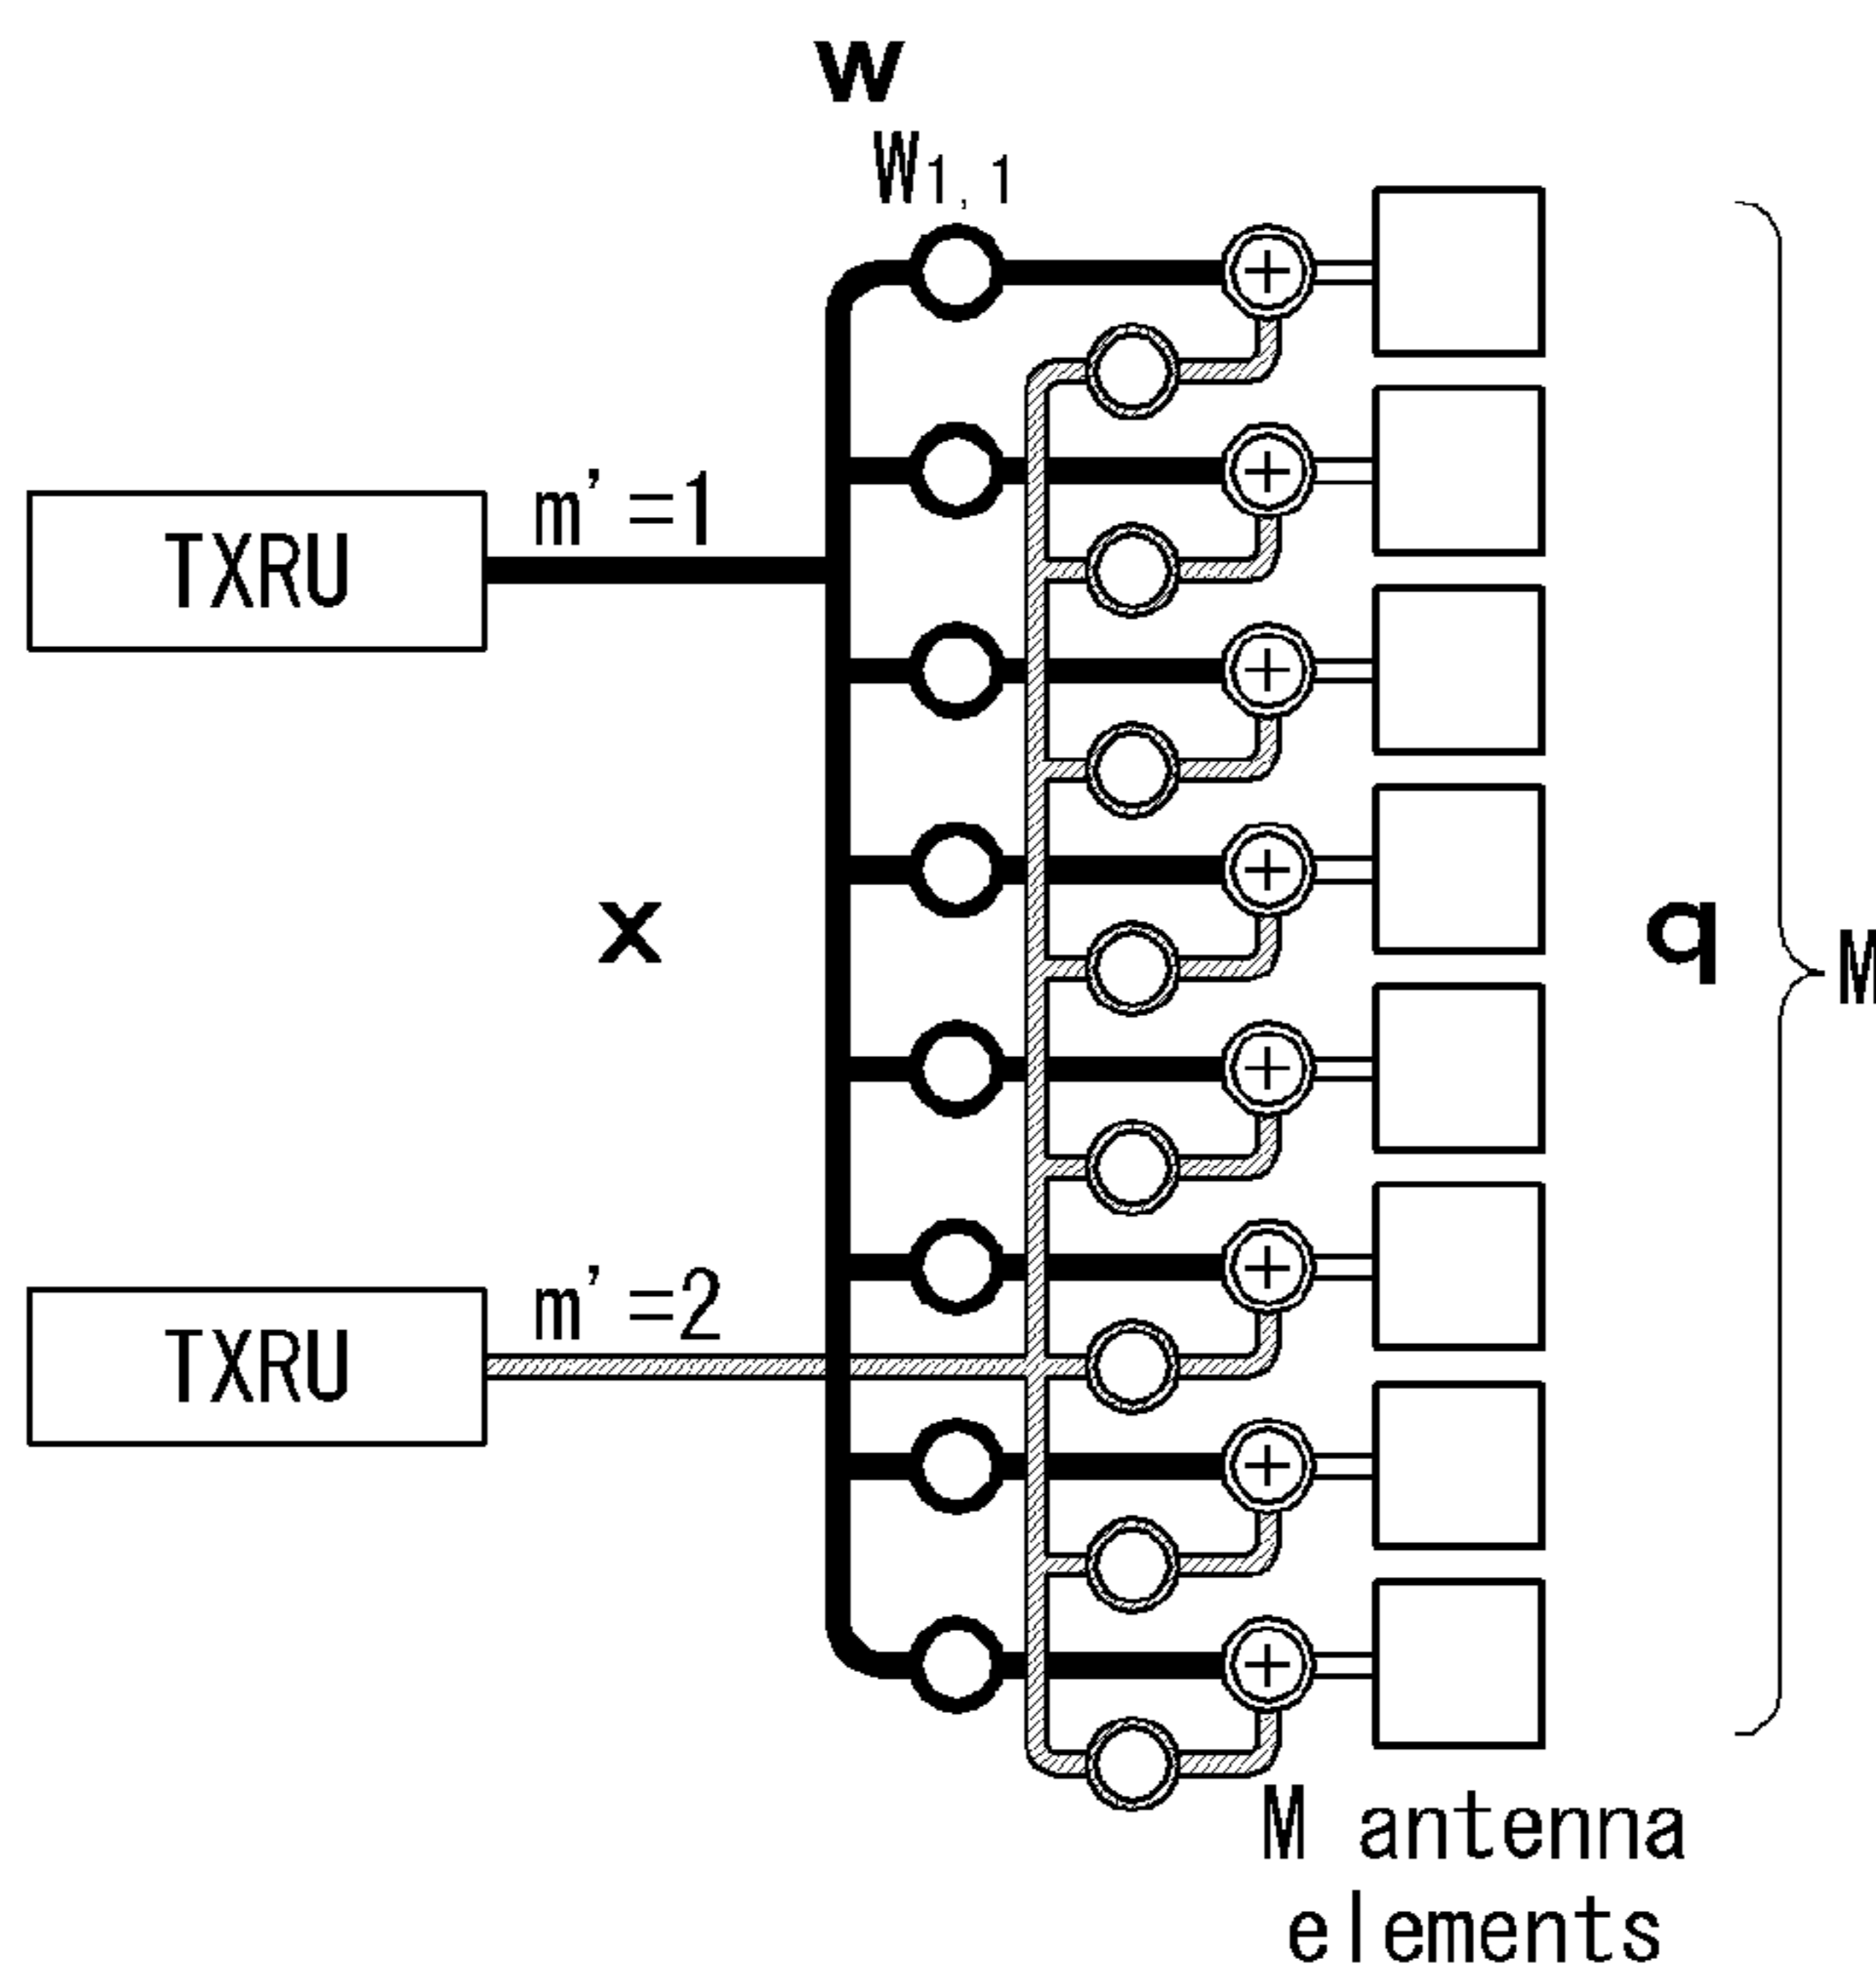 w
W1,1
m'=1
TXRU
x
q
M
m'=2
TXRU
+
+
+
+
+
+
+
+
M antenna
elements